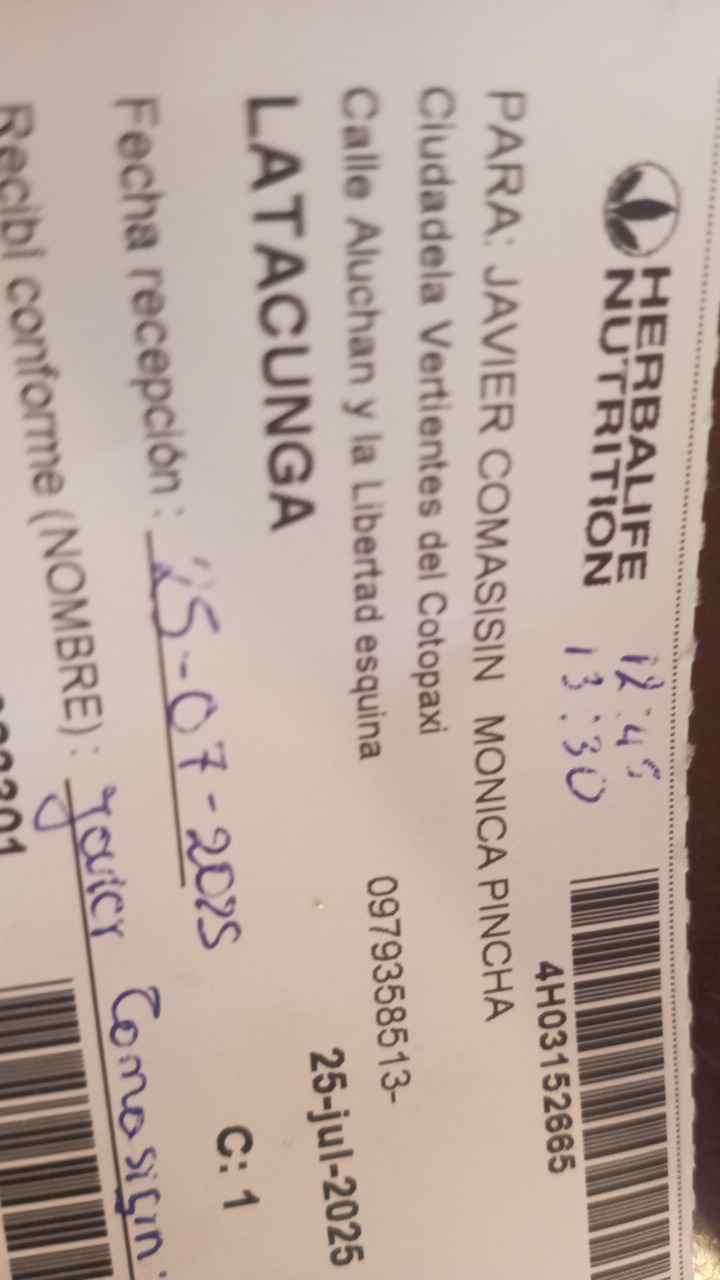 HERBALIFE
NUTRITION
12:45
13:30
4H03152665
PARA: JAVIER COMASISIN MONICA PINCHA
Ciudadela Vertientes del Cotopaxi
Calle Aluchan y la Libertad esquina
0979358513-
LATACUNGA
25-jul-2025
Fecha recepción : 25-07-2025
C: 1
Recibí conforme (NOMBRE) : Javier Comasisin.